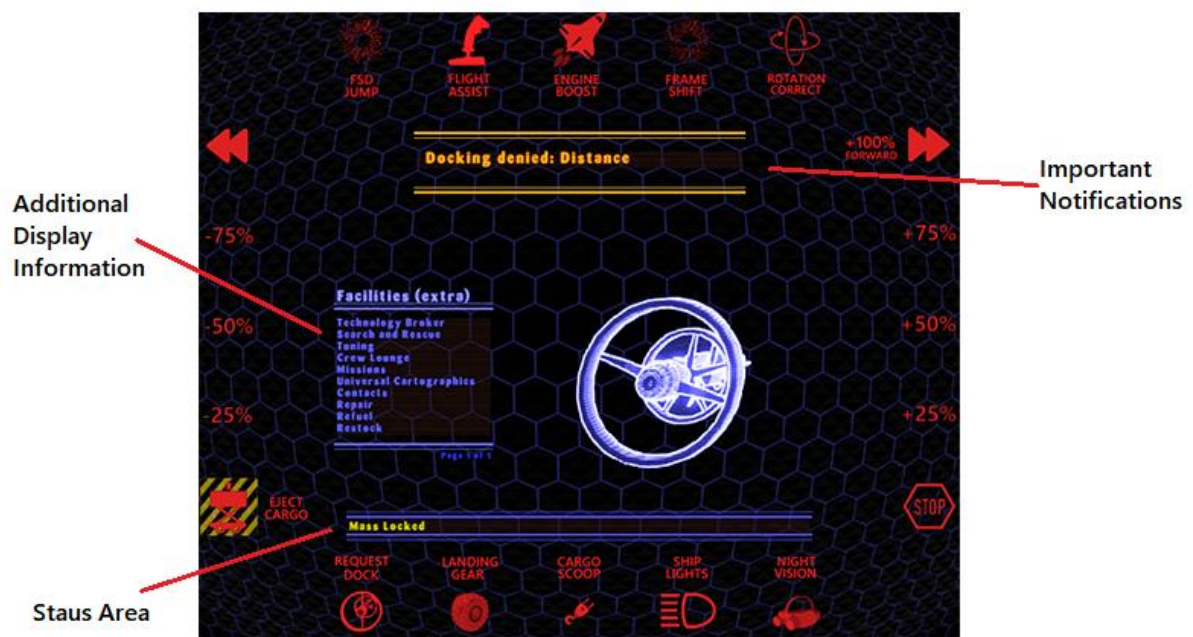 FSD
JUMP
FLIGHT
ASSIST
ENGINE
BOOST
FRAME
SHIFT
ROTATION
CORRECT
Docking denied: Distance
+100%
FORWARD
Important
Notifications
Additional
Display
Information
-75%
+75%
Facilities (extra)
Technology Broker
Search and Rescue
Tuning
Crew Lounge
Missions
Universal Cartographics
Contacts
Repair
Refuel
Restock
Page 1 of 1
-50%
+50%
-25%
+25%
EJECT
CARGO
STOP
Mass Locked
REQUEST
DOCK
LANDING
GEAR
CARGO
SCOOP
SHIP
LIGHTS
NIGHT
VISION
Staus Area